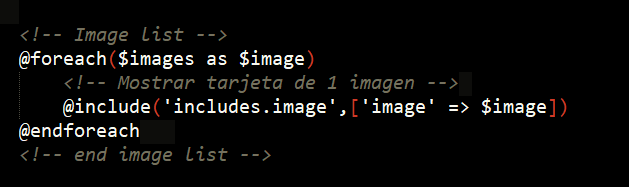 <!-- Image list -->
@foreach($images as $image)
<!-- Mostrar tarjeta de 1 imagen -->
@include('includes.image',['image' => $image])
@endforeach
<!-- end image list -->